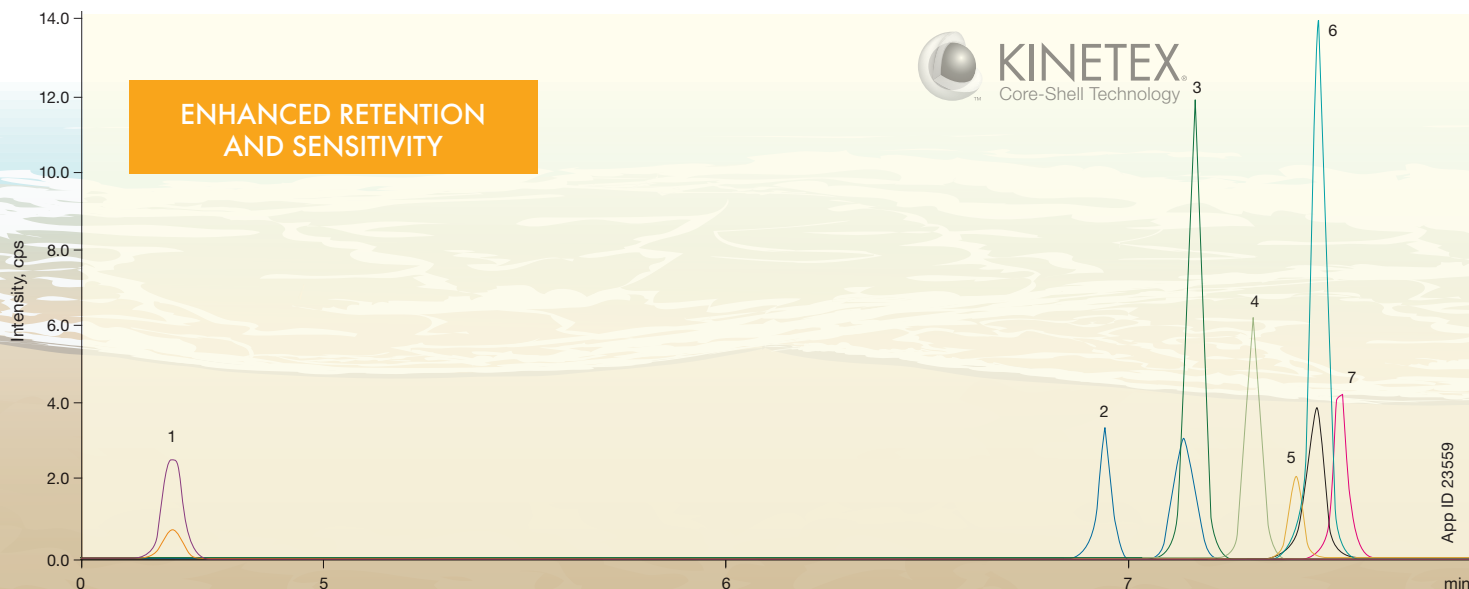 14.0
12.0
10.0
8.0
6.0
4.0
2.0
0.0
Intensity, cps
ENHANCED RETENTION
AND SENSITIVITY
KINETEX®
Core-Shell Technology
™
1
2
3
4
5
6
7
App ID 23559
0 5 6 7 min